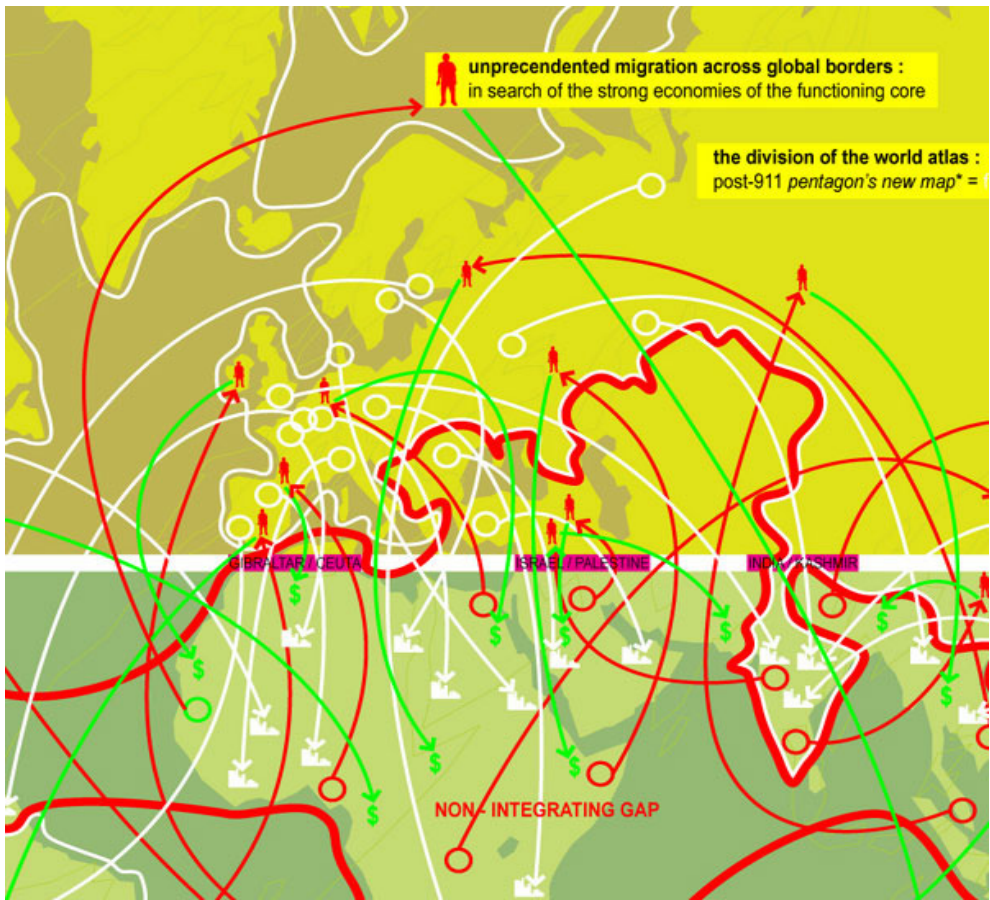 unprecendented migration across global borders :
in search of the strong economies of the functioning core
the division of the world atlas :
post-911 pentagon's new map* = f
GIBRALTAR / CEUTA
ISRAEL / PALESTINE
INDIA / KASHMIR
$
$
$
$
$
$
$
$
$
$
NON- INTEGRATING GAP